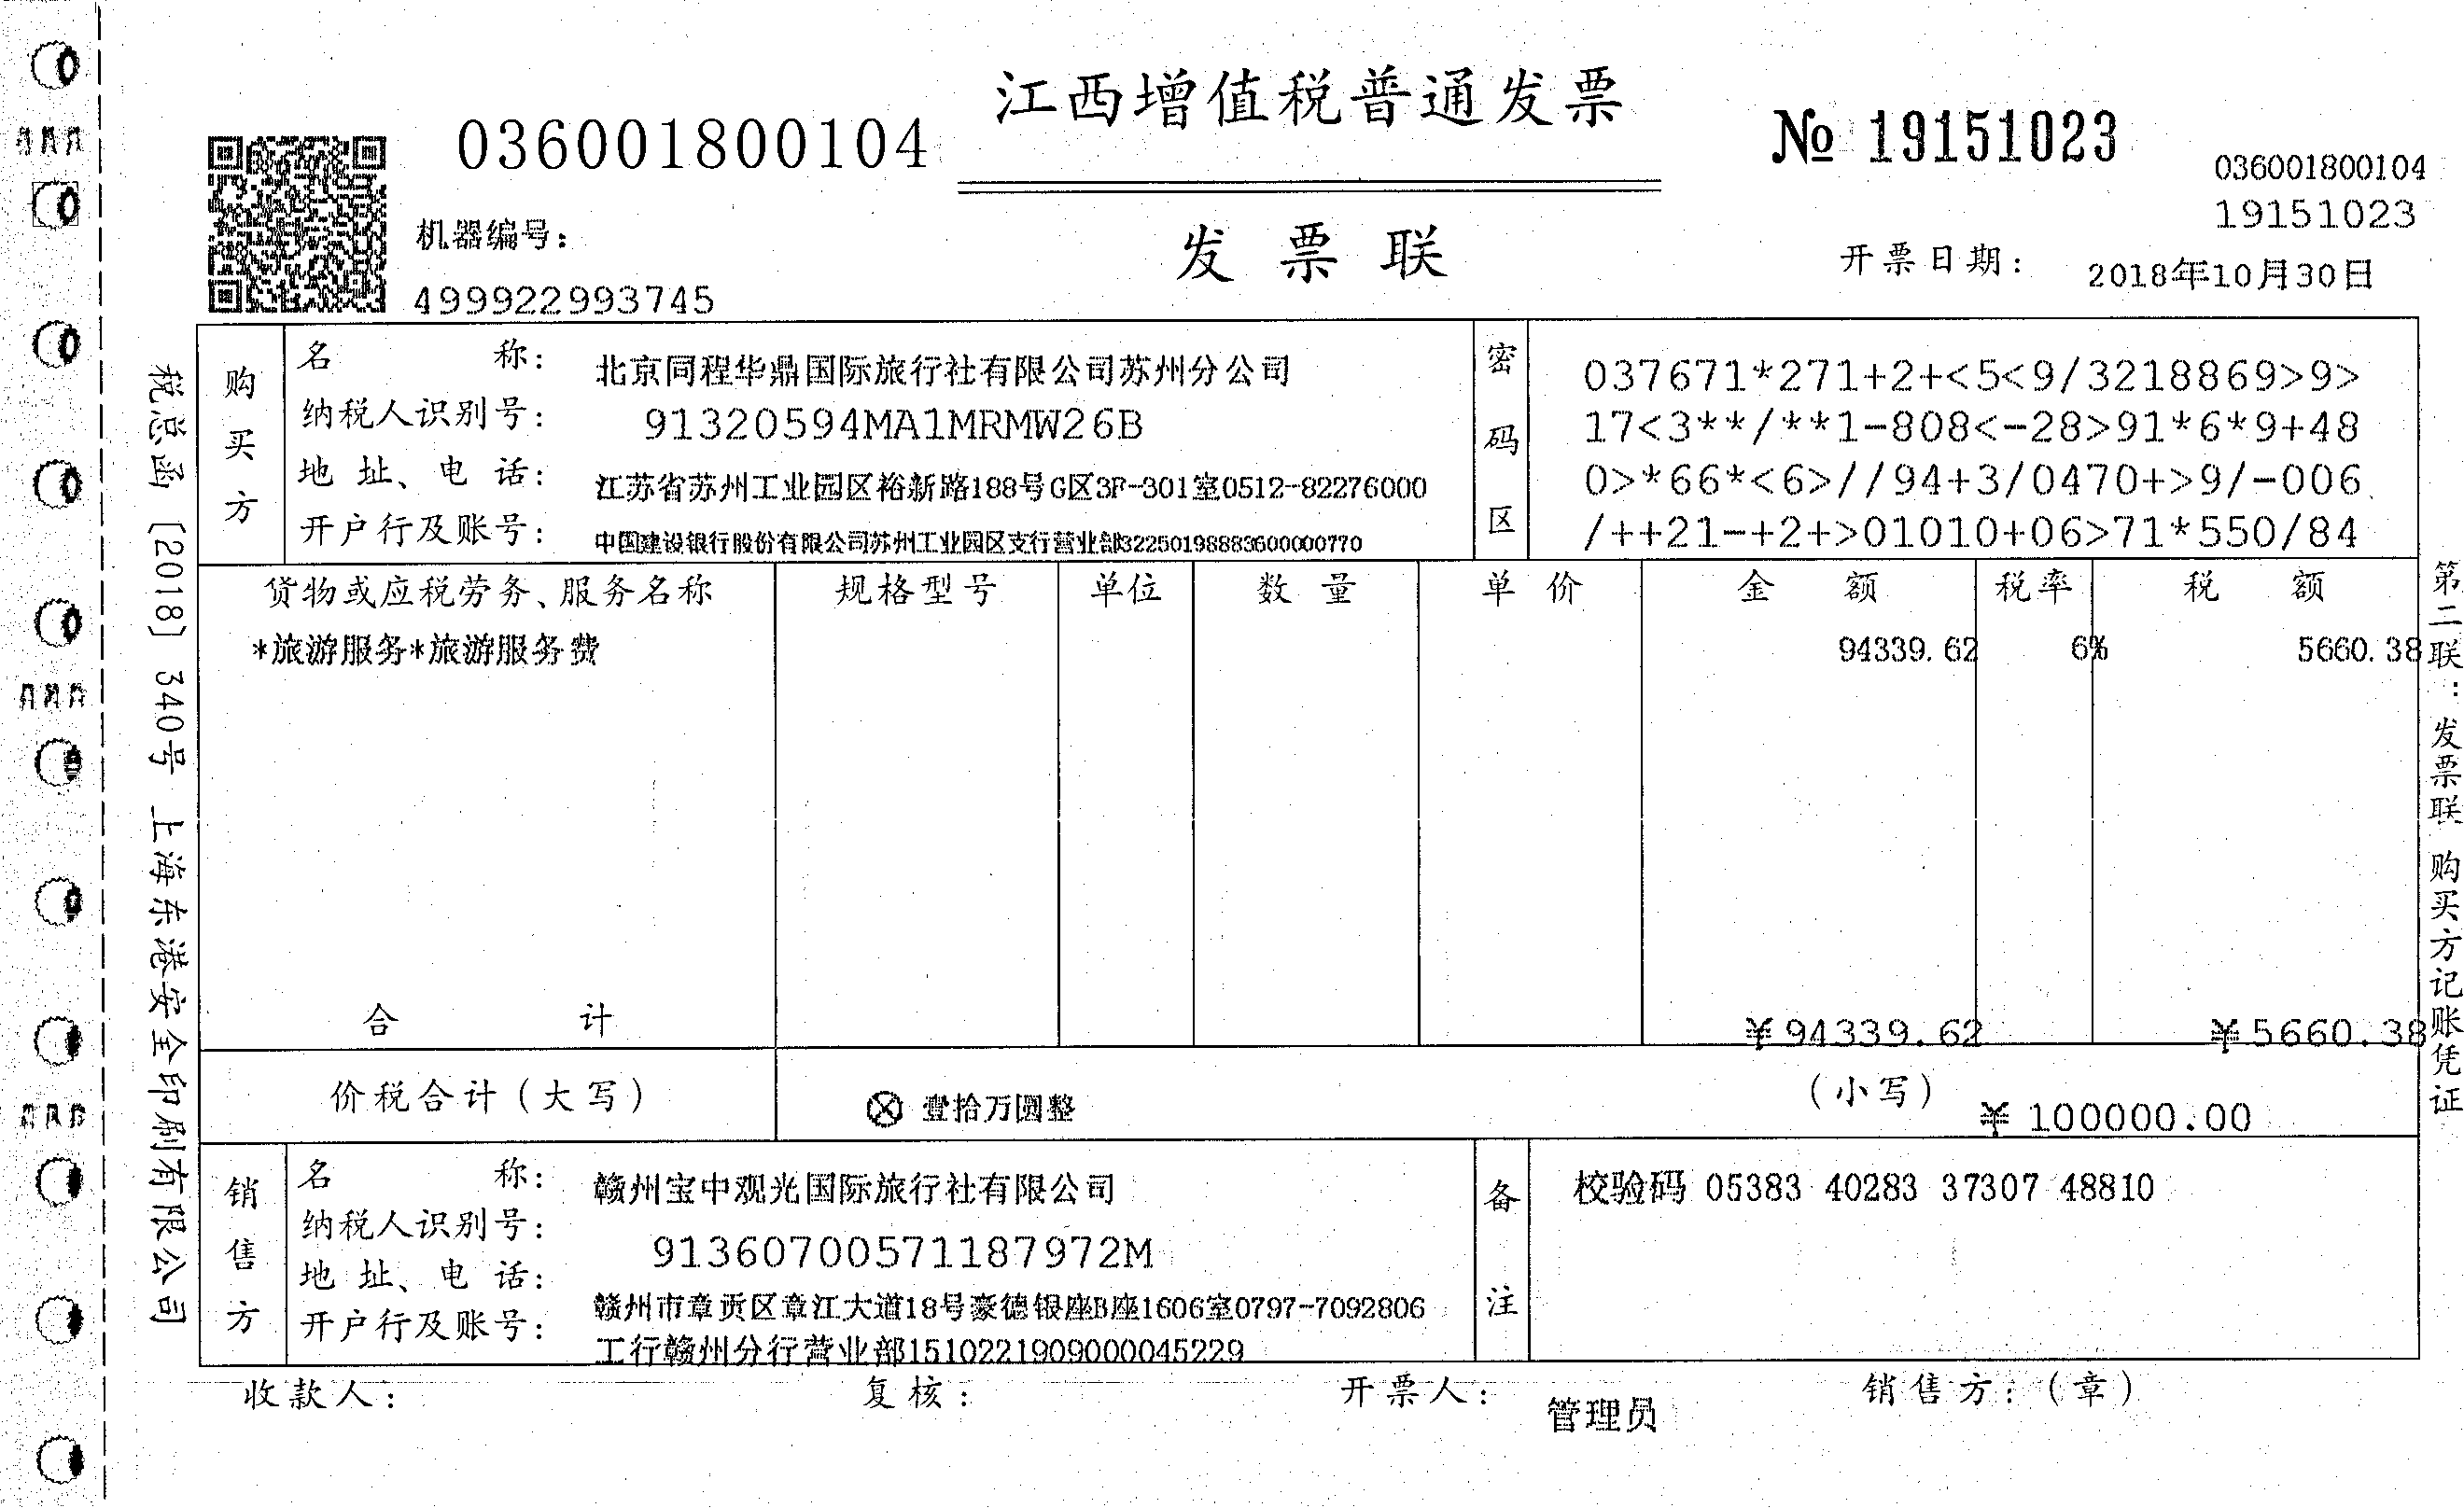 江西增值税普通发票
036001800104
№ 19151023
036001800104
19151023
机器编号：
499922993745
发票联
开票日期： 2018年10月30日
税总函〔2018〕340号 上海东港安全印刷有限公司
购买方
名称： 北京同程华鼎国际旅行社有限公司苏州分公司
纳税人识别号： 91320594MA1MRMW26B
地址、电话： 江苏省苏州工业园区裕新路188号G区3F-301室0512-82276000
开户行及账号： 中国建设银行股份有限公司苏州工业园区支行营业部32250198883600000770
密码区
037671*271+2+<5<9/3218869>9>
17<3**/**1-808<-28>91*6*9+48
0>*66*<6>//94+3/0470+>9/-006
/++21-+2+>01010+06>71*550/84
货物或应税劳务、服务名称 规格型号 单位 数量 单价 金额 税率 税额
*旅游服务*旅游服务费 94339.62 6% 5660.38
合计 ￥94339.62 ￥5660.38
价税合计（大写） ⊗ 壹拾万圆整 （小写） ￥100000.00
销售方
名称： 赣州宝中观光国际旅行社有限公司
纳税人识别号： 91360700571187972M
地址、电话： 赣州市章贡区章江大道18号豪德银座B座1606室0797-7092806
开户行及账号： 工行赣州分行营业部1510221909000045229
备注
校验码 05383 40283 37307 48810
收款人： 复核： 开票人： 管理员 销售方：（章）
第二联：发票联 购买方记账凭证